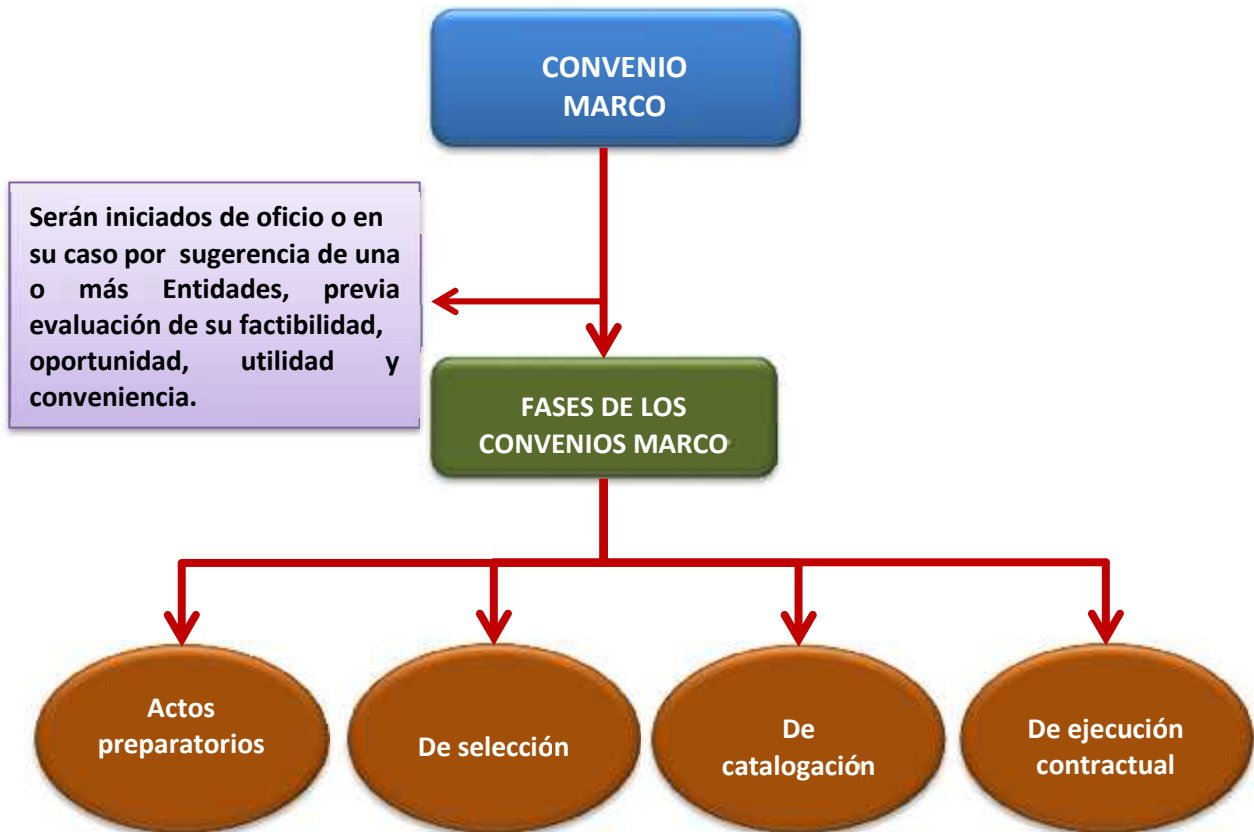 CONVENIO
MARCO
Serán iniciados de oficio o en
su caso por sugerencia de una
o más Entidades, previa
evaluación de su factibilidad,
oportunidad, utilidad y
conveniencia.
FASES DE LOS
CONVENIOS MARCO
Actos
preparatorios
De selección
De
catalogación
De ejecución
contractual